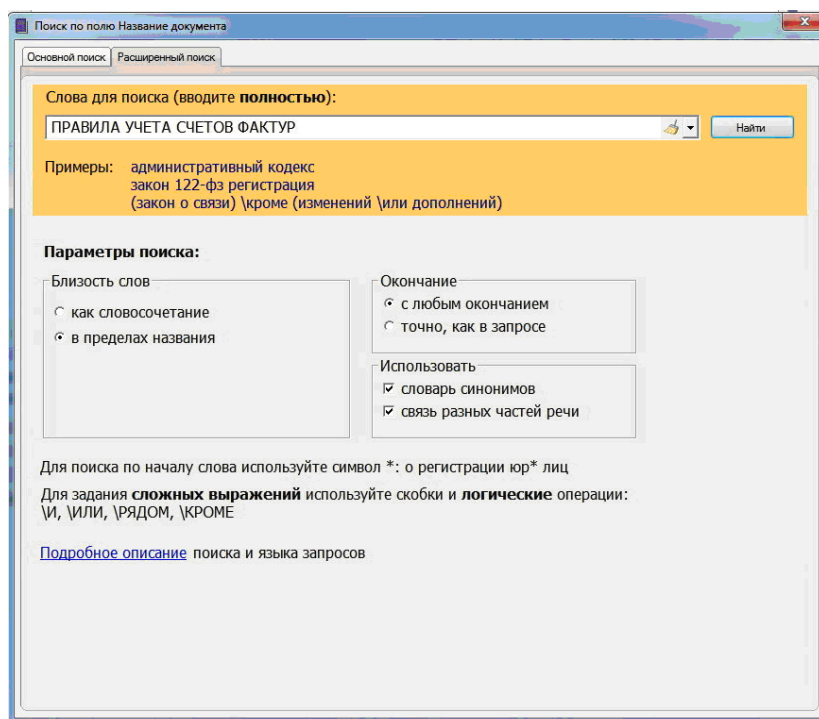 Поиск по полю Название документа
Основной поиск Расширенный поиск
Слова для поиска (вводите полностью):
ПРАВИЛА УЧЕТА СЧЕТОВ ФАКТУР
Найти
Примеры: административный кодекс
закон 122-фз регистрация
(закон о связи) \кроме (изменений \или дополнений)
Параметры поиска:
Близость слов
как словосочетание
в пределах названия
Окончание
с любым окончанием
точно, как в запросе
Использовать
словарь синонимов
связь разных частей речи
Для поиска по началу слова используйте символ *: о регистрации юр* лиц
Для задания сложных выражений используйте скобки и логические операции:
\И, \ИЛИ, \РЯДОМ, \КРОМЕ
Подробное описание поиска и языка запросов